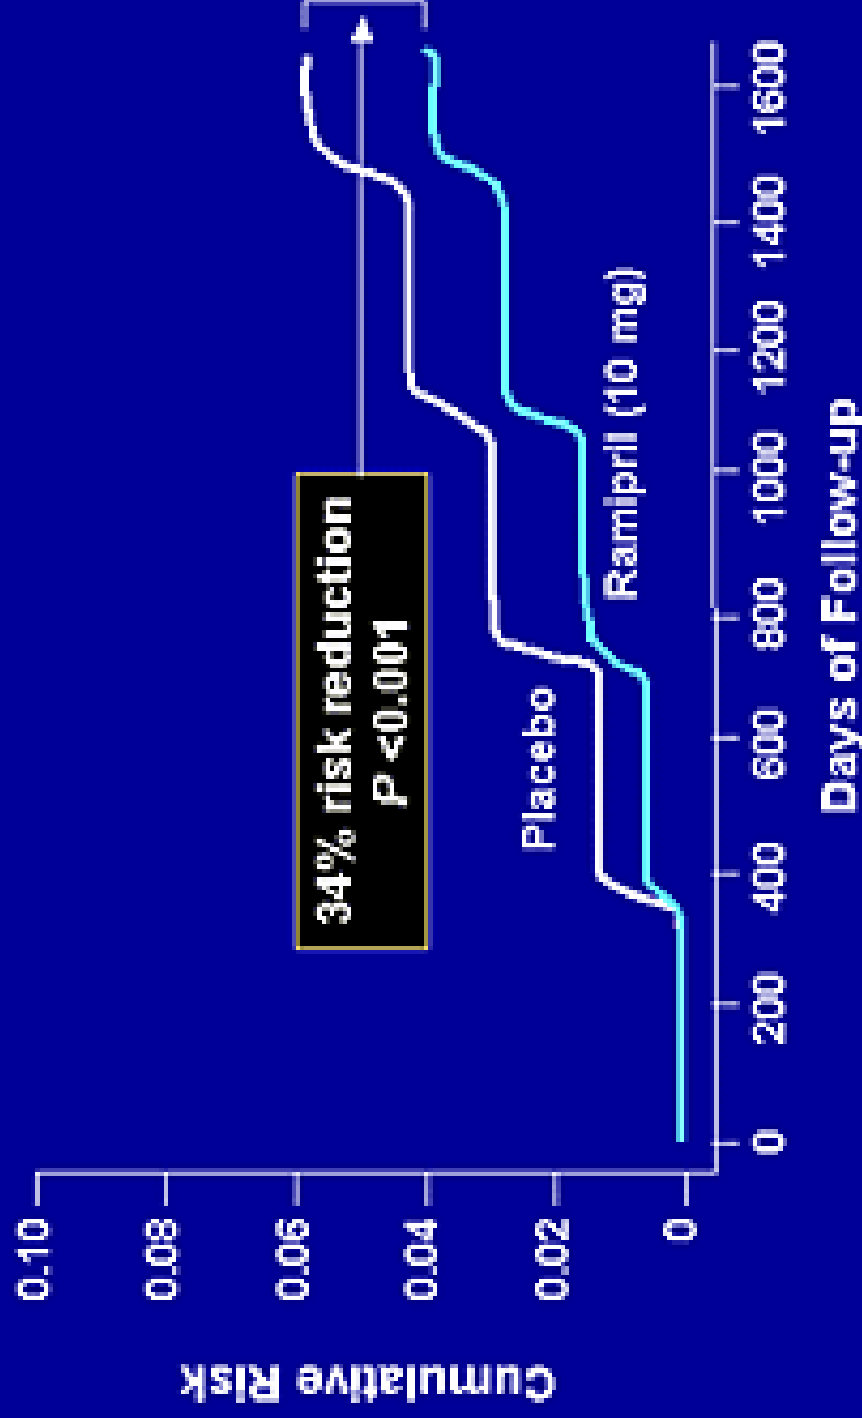 0.10
0.08
0.06
0.04
0.02
0
Cumulative Risk
34% risk reduction
P <0.001
Placebo
Ramipril (10 mg)
0 200 400 600 800 1000 1200 1400 1600
Days of Follow-up